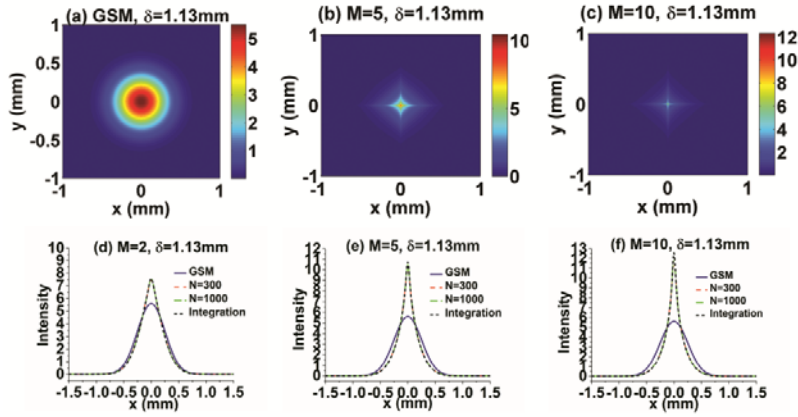 (a) GSM, δ=1.13mm
1
0.5
0
-0.5
-1
y (mm)
-1 0 1
x (mm)
5
4
3
2
1
(b) M=5, δ=1.13mm
1
0
-1
y (mm)
-1 0 1
x (mm)
10
5
0
(c) M=10, δ=1.13mm
1
0
-1
y (mm)
-1 0 1
x (mm)
12
10
8
6
4
2
(d) M=2, δ=1.13mm
10
9
8
7
6
5
4
3
2
1
0
Intensity
GSM
N=300
N=1000
Integration
-1.5 -1.0 -0.5 0.0 0.5 1.0 1.5
x (mm)
(e) M=5, δ=1.13mm
12
11
10
9
8
7
6
5
4
3
2
1
0
Intensity
GSM
N=300
N=1000
Integration
-1.5 -1.0 -0.5 0.0 0.5 1.0 1.5
x (mm)
(f) M=10, δ=1.13mm
13
12
11
10
9
8
7
6
5
4
3
2
1
0
Intensity
GSM
N=300
N=1000
Integration
-1.5 -1.0 -0.5 0.0 0.5 1.0 1.5
x (mm)